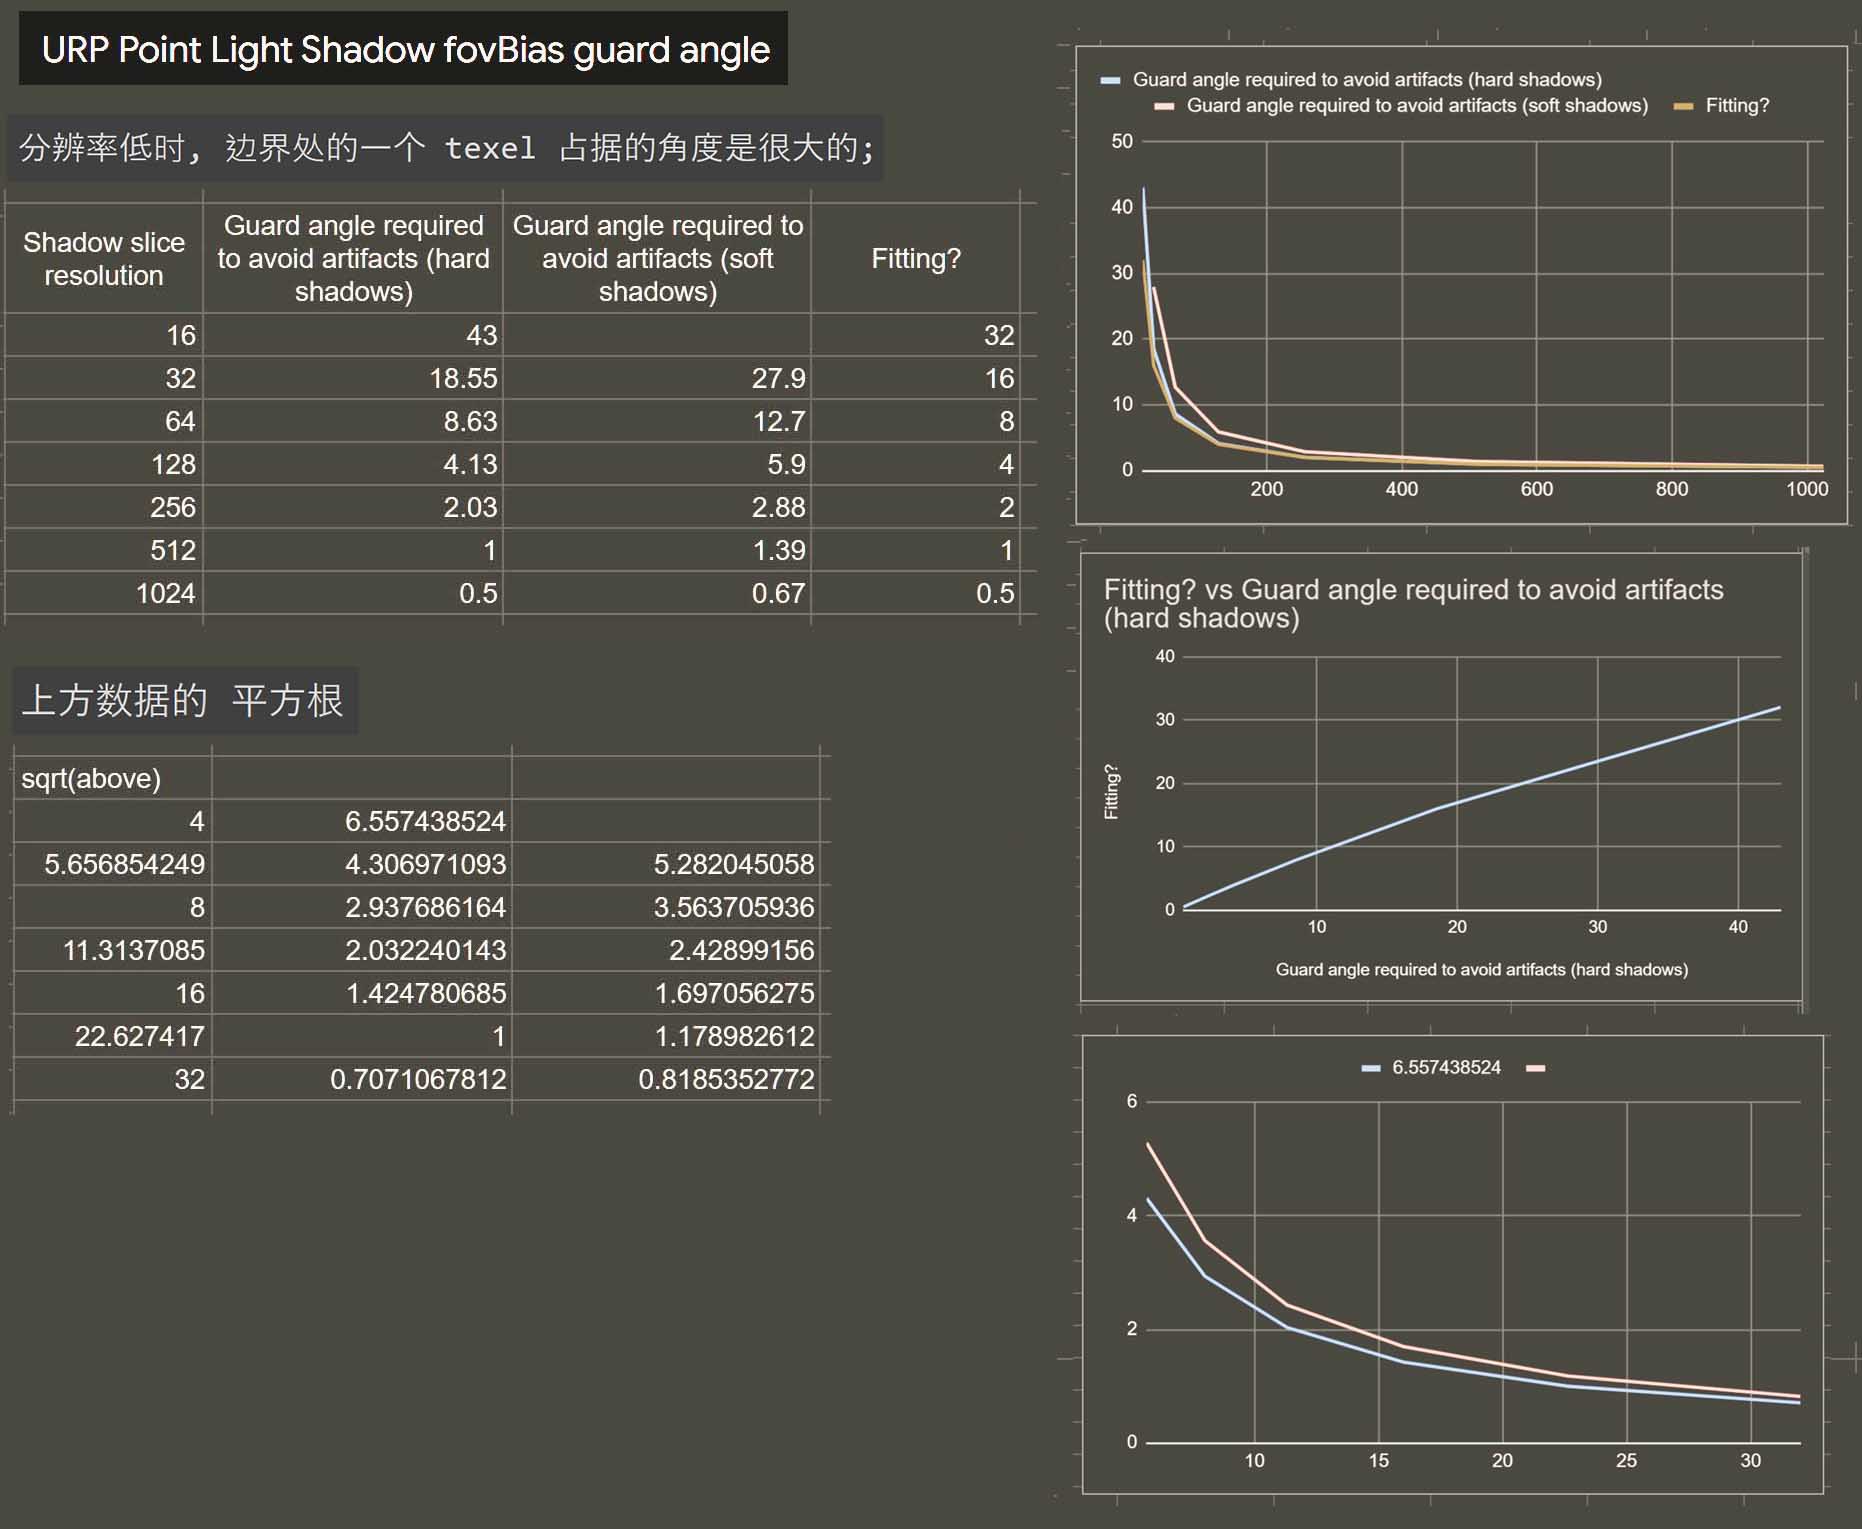 URP Point Light Shadow fovBias guard angle
分辨率低时, 边界处的一个 texel 占据的角度是很大的;
Shadow slice resolution | Guard angle required to avoid artifacts (hard shadows) | Guard angle required to avoid artifacts (soft shadows) | Fitting?
16 | 43 | | 32
32 | 18.55 | 27.9 | 16
64 | 8.63 | 12.7 | 8
128 | 4.13 | 5.9 | 4
256 | 2.03 | 2.88 | 2
512 | 1 | 1.39 | 1
1024 | 0.5 | 0.67 | 0.5
上方数据的 平方根
sqrt(above)
4 | 6.557438524
5.656854249 | 4.306971093 | 5.282045058
8 | 2.937686164 | 3.563705936
11.3137085 | 2.032240143 | 2.42899156
16 | 1.424780685 | 1.697056275
22.627417 | 1 | 1.178982612
32 | 0.7071067812 | 0.8185352772
Guard angle required to avoid artifacts (hard shadows)
Guard angle required to avoid artifacts (soft shadows) Fitting?
50
40
30
20
10
0
200 400 600 800 1000
Fitting? vs Guard angle required to avoid artifacts
(hard shadows)
40
30
20
10
0
Fitting?
10 20 30 40
Guard angle required to avoid artifacts (hard shadows)
6.557438524
6
4
2
0
10 15 20 25 30